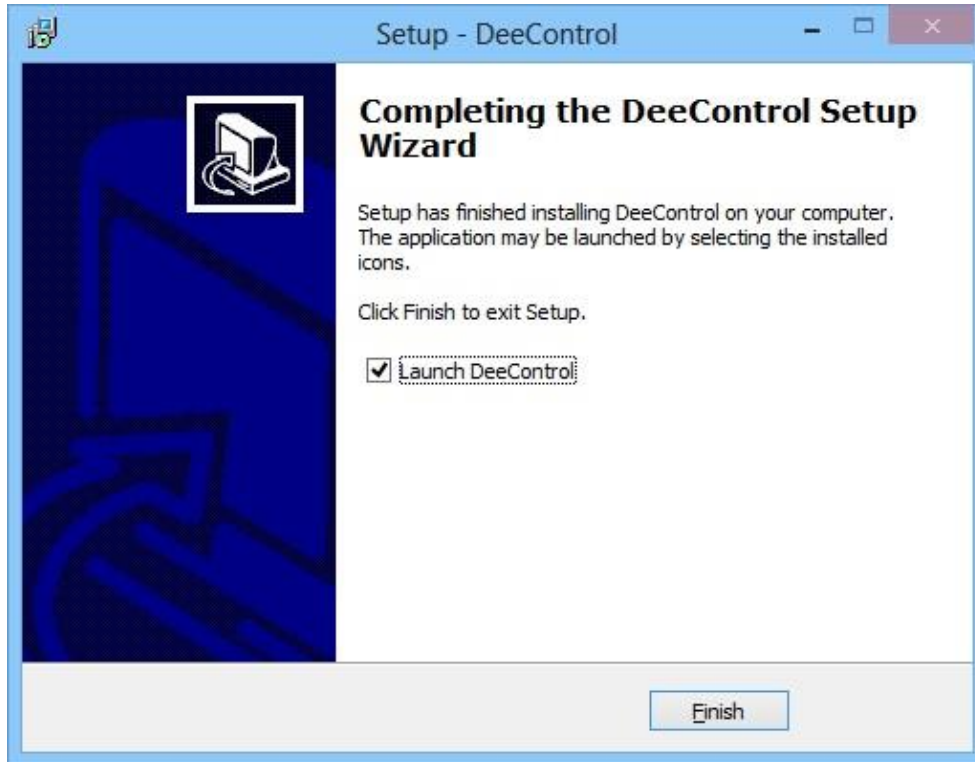 Setup - DeeControl
Completing the DeeControl Setup
Wizard
Setup has finished installing DeeControl on your computer.
The application may be launched by selecting the installed
icons.
Click Finish to exit Setup.
Launch DeeControl
Finish